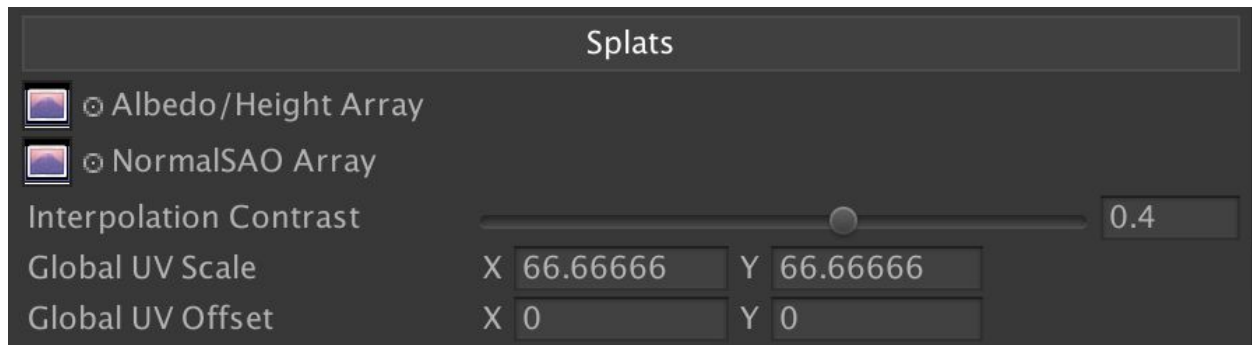 Splats
Albedo/Height Array
NormalSAO Array
Interpolation Contrast 0.4
Global UV Scale X 66.66666 Y 66.66666
Global UV Offset X 0 Y 0